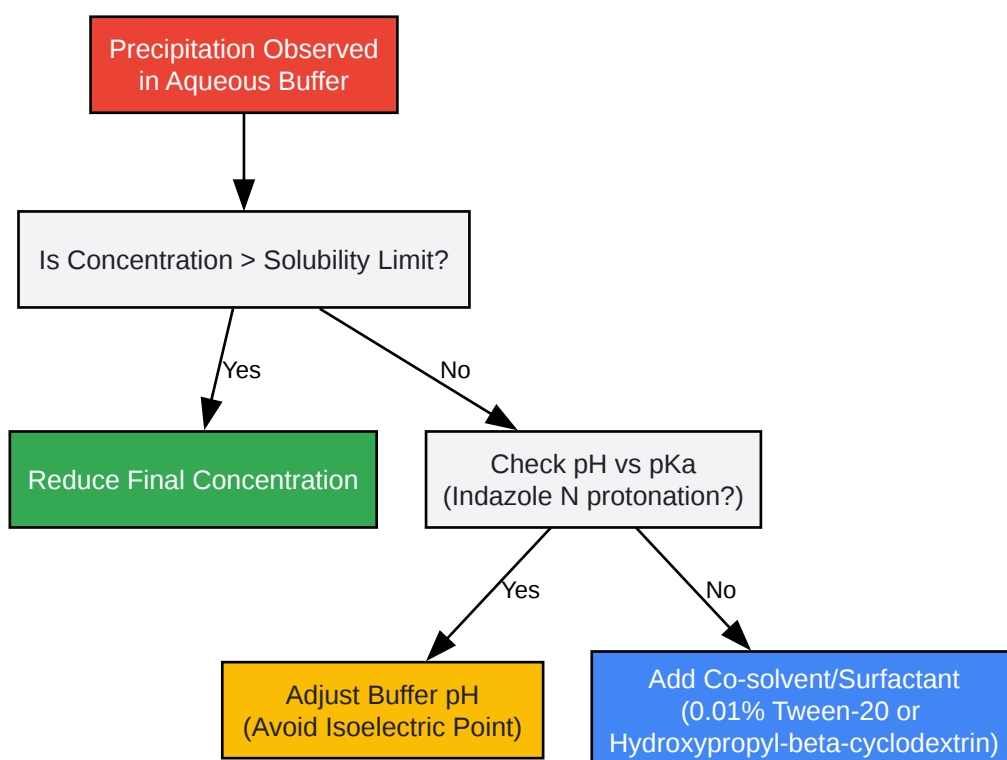 Precipitation Observed
in Aqueous Buffer
Is Concentration > Solubility Limit?
Yes
No
Reduce Final Concentration
Check pH vs pKa
(Indazole N protonation?)
Yes
No
Adjust Buffer pH
(Avoid Isoelectric Point)
Add Co-solvent/Surfactant
(0.01% Tween-20 or
Hydroxypropyl-beta-cyclodextrin)